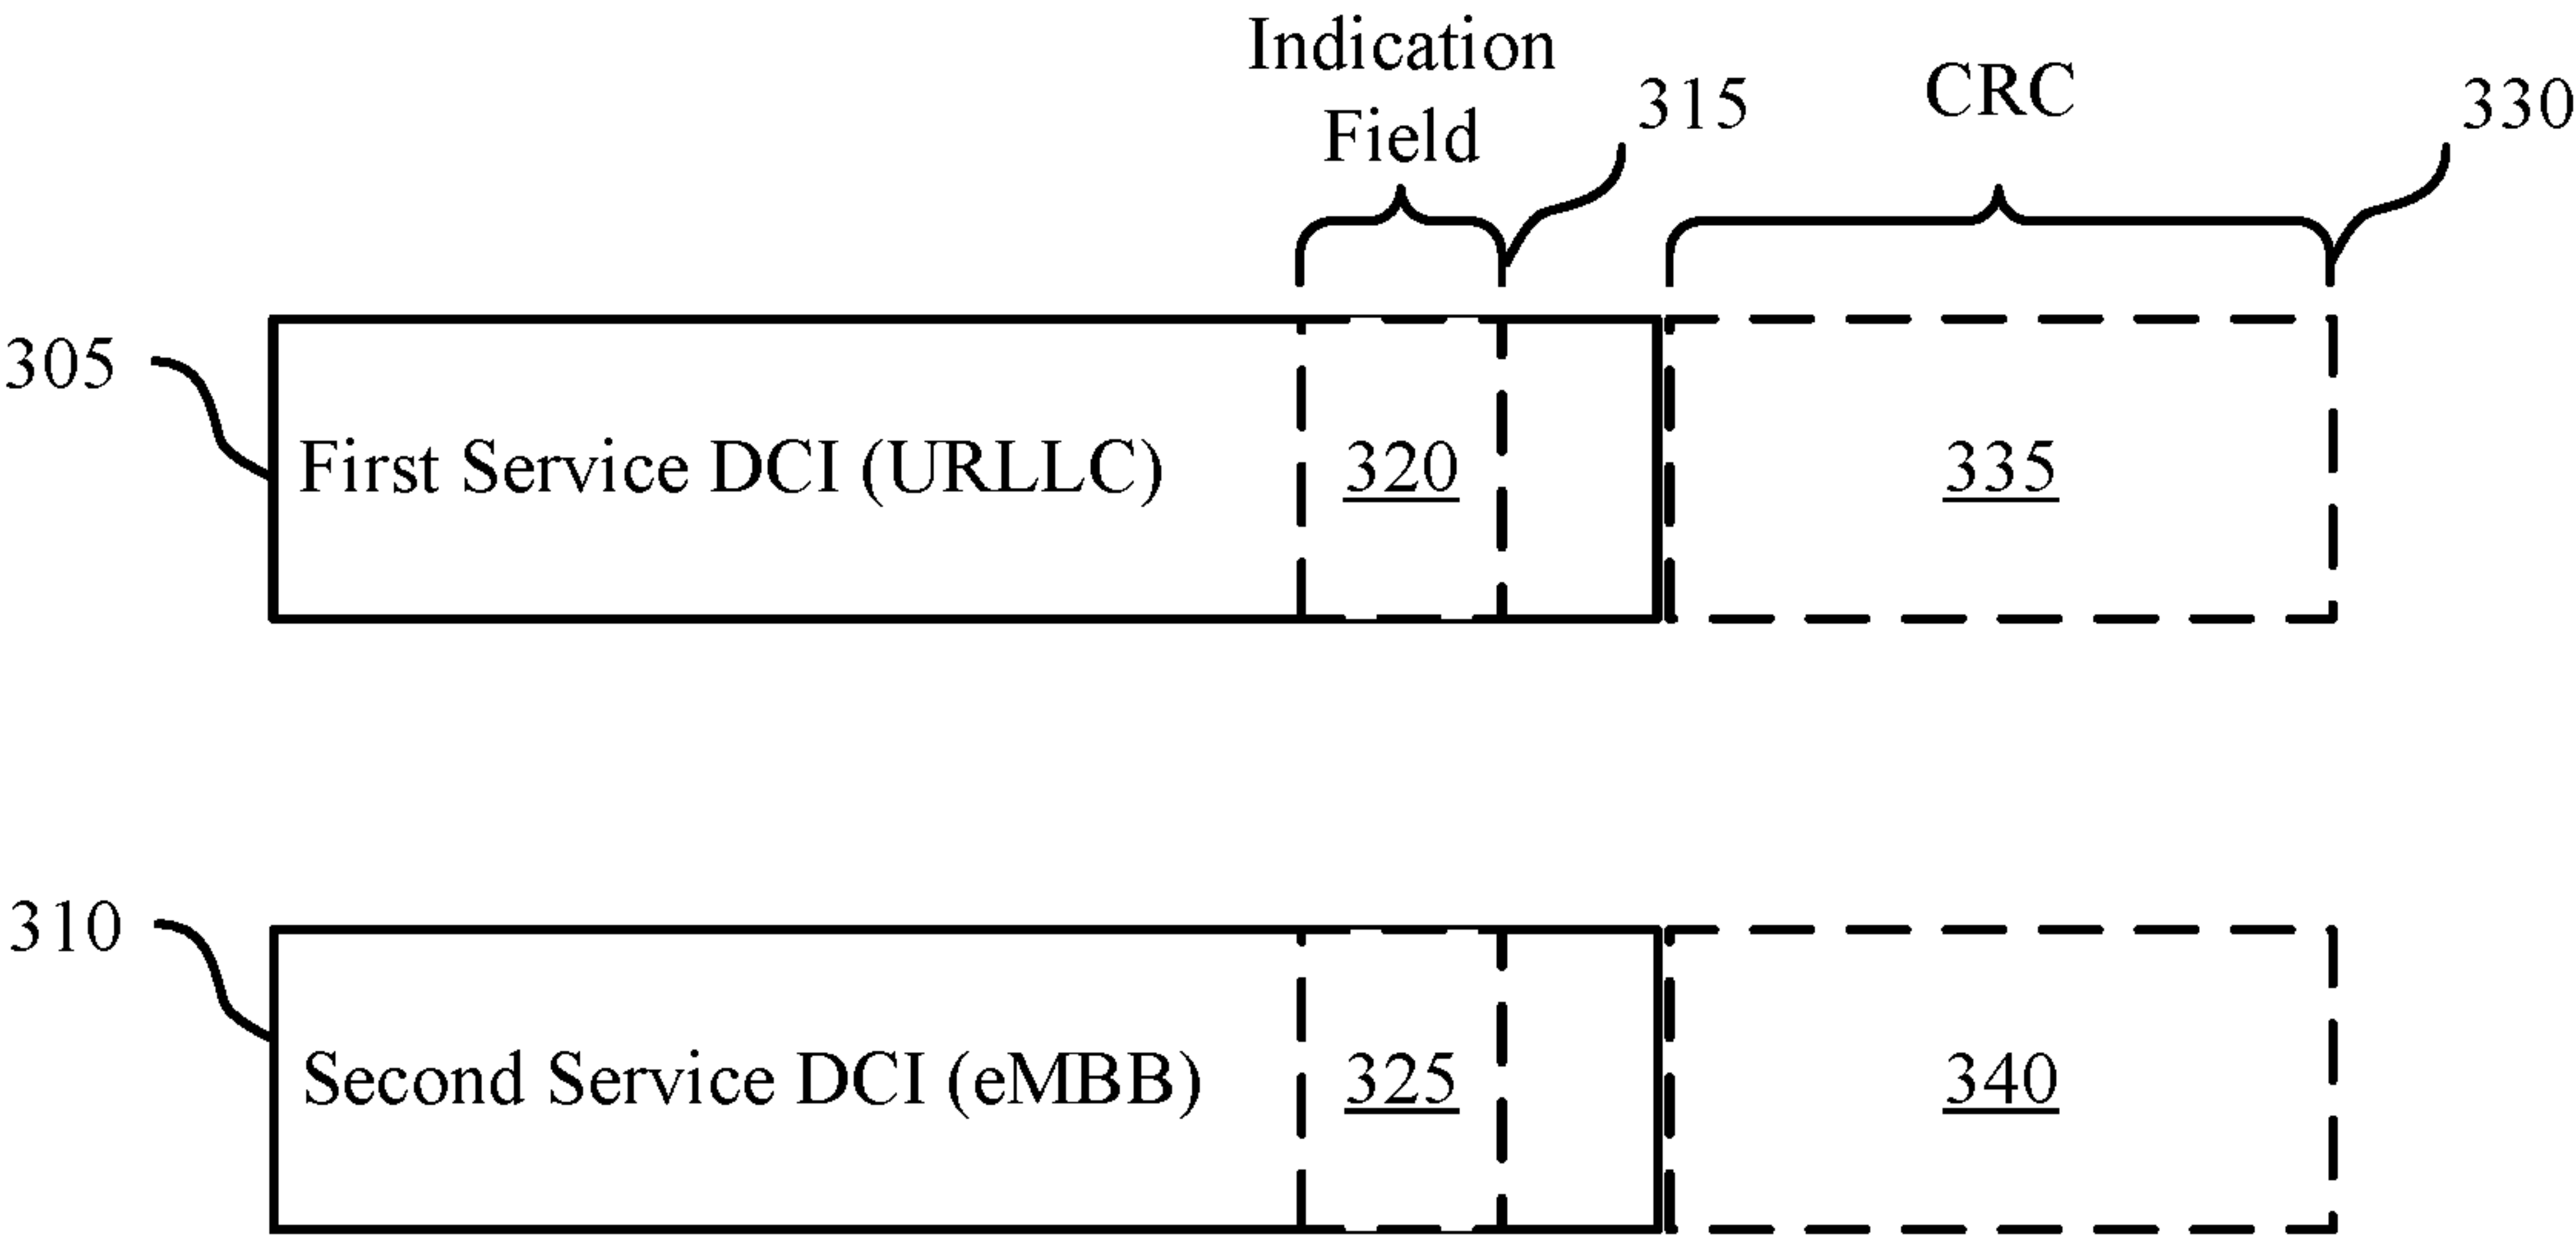 Indication
Field
315
CRC
330
305
First Service DCI (URLLC)
320
335
310
Second Service DCI (eMBB)
325
340